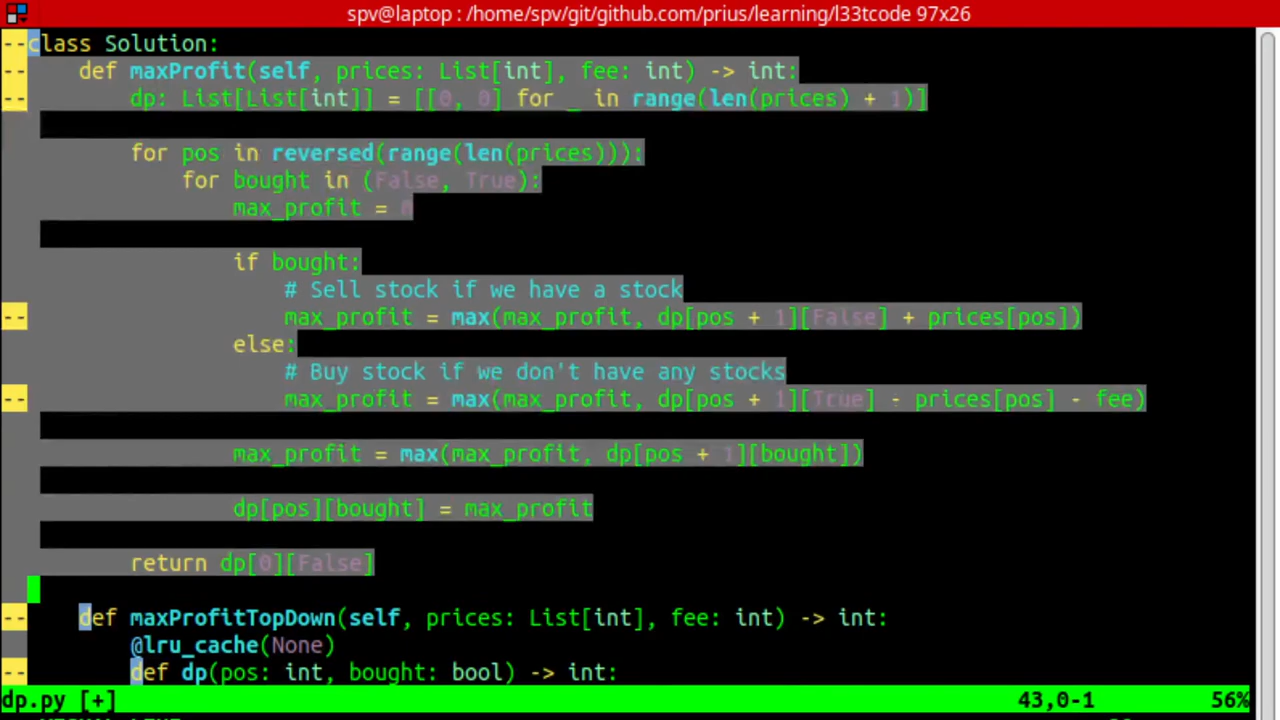 spv@laptop : /home/spv/git/github.com/prius/learning/l33tcode 97x26
--class Solution:
--    def maxProfit(self, prices: List[int], fee: int) -> int:
--        dp: List[List[int]] = [[0, 0] for _ in range(len(prices) + 1)]
for pos in reversed(range(len(prices))):
for bought in (False, True):
max_profit = 0
if bought:
# Sell stock if we have a stock
--                    max_profit = max(max_profit, dp[pos + 1][False] + prices[pos])
else:
# Buy stock if we don't have any stocks
--                    max_profit = max(max_profit, dp[pos + 1][True] - prices[pos] - fee)
max_profit = max(max_profit, dp[pos + 1][bought])
dp[pos][bought] = max_profit
return dp[0][False]
--    def maxProfitTopDown(self, prices: List[int], fee: int) -> int:
@lru_cache(None)
--        def dp(pos: int, bought: bool) -> int:
dp.py [+] 43,0-1 56%